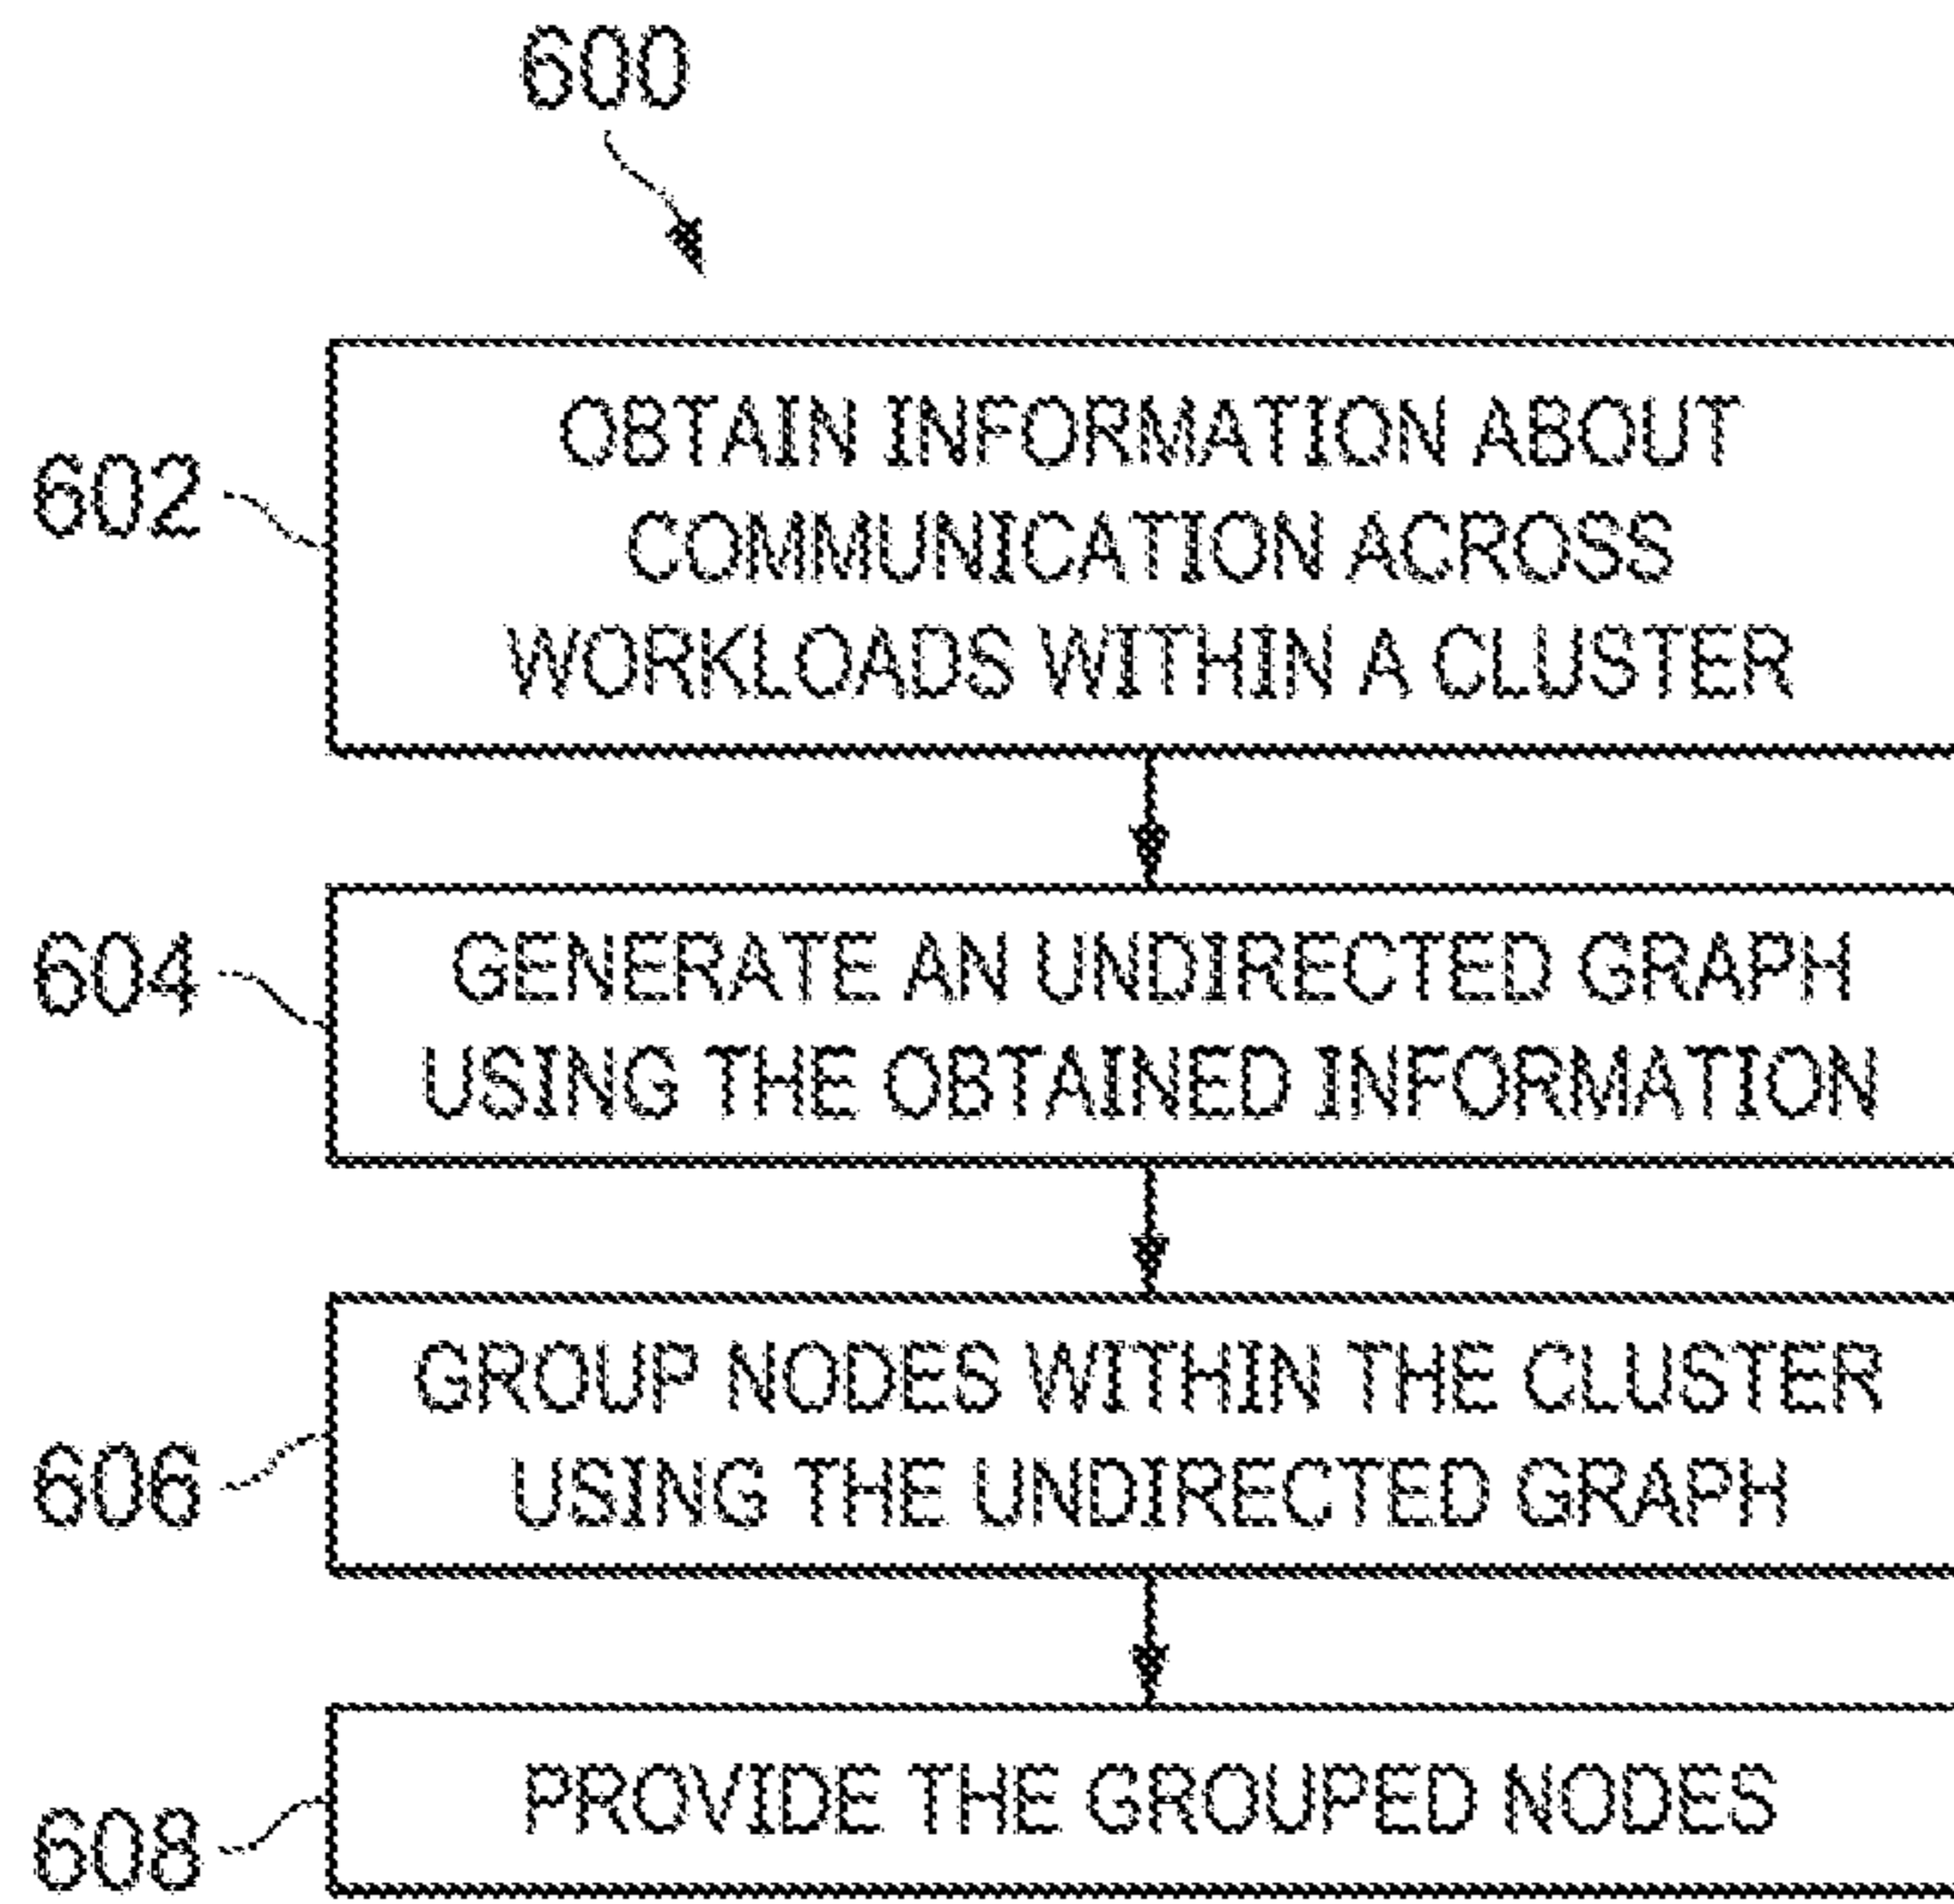 600
602
OBTAIN INFORMATION ABOUT
COMMUNICATION ACROSS
WORKLOADS WITHIN A CLUSTER
604
GENERATE AN UNDIRECTED GRAPH
USING THE OBTAINED INFORMATION
606
GROUP NODES WITHIN THE CLUSTER
USING THE UNDIRECTED GRAPH
608
PROVIDE THE GROUPED NODES